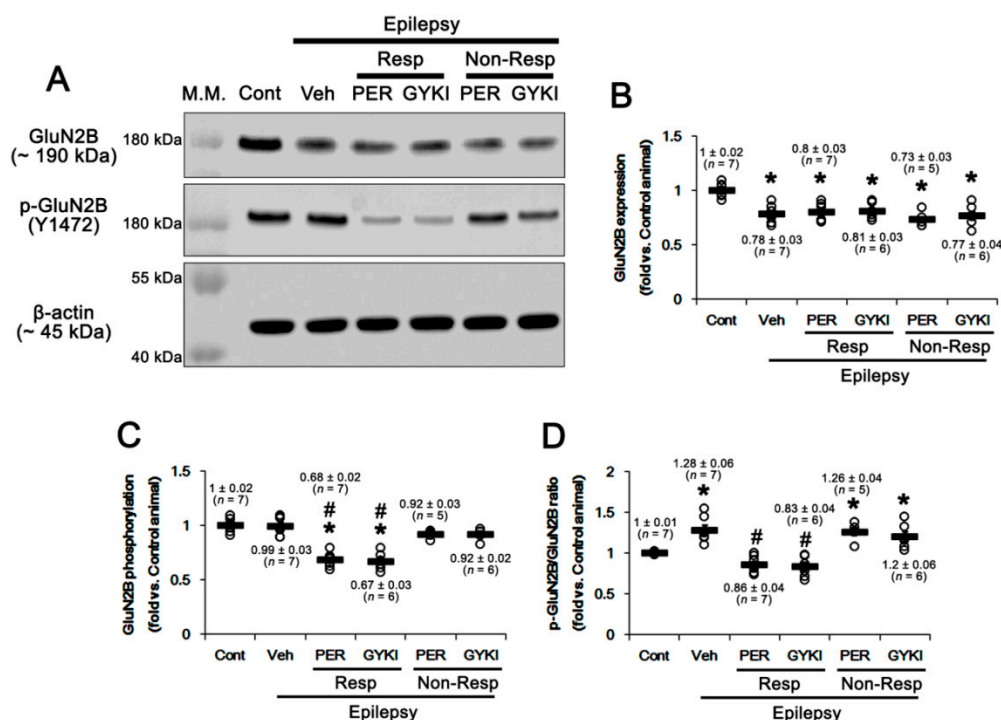 Epilepsy
Resp Non-Resp
A
M.M. Cont Veh PER GYKI PER GYKI
GluN2B
(~ 190 kDa)
180 kDa
p-GluN2B
(Y1472)
180 kDa
55 kDa
β-actin
(~ 45 kDa)
40 kDa
B
GluN2B expression
(fold vs. Control animal)
1.5
1
0.5
0
1 ± 0.02
(n = 7)
*
0.78 ± 0.03
(n = 7)
0.8 ± 0.03
(n = 7)
*
*
0.81 ± 0.03
(n = 6)
0.73 ± 0.03
(n = 5)
*
*
0.77 ± 0.04
(n = 6)
Cont Veh PER GYKI PER GYKI
Resp Non-Resp
Epilepsy
C
GluN2B phosphorylation
(fold vs. Control animal)
1.5
1
0.5
0
1 ± 0.02
(n = 7)
0.99 ± 0.03
(n = 7)
0.68 ± 0.02
(n = 7)
#
*
#
*
0.67 ± 0.03
(n = 6)
0.92 ± 0.03
(n = 5)
0.92 ± 0.02
(n = 6)
Cont Veh PER GYKI PER GYKI
Resp Non-Resp
Epilepsy
D
p-GluN2B/GluN2B ratio
(fold vs. Control animal)
2
1.5
1
0.5
0
1 ± 0.01
(n = 7)
1.28 ± 0.06
(n = 7)
*
#
0.86 ± 0.04
(n = 7)
0.83 ± 0.04
(n = 6)
#
1.26 ± 0.04
(n = 5)
*
*
1.2 ± 0.06
(n = 6)
Cont Veh PER GYKI PER GYKI
Resp Non-Resp
Epilepsy